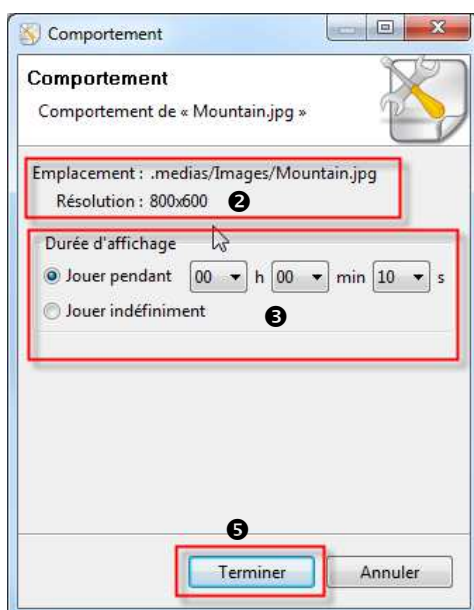 Comportement
Comportement
Comportement de « Mountain.jpg »
Emplacement : .medias/Images/Mountain.jpg
Résolution : 800x600 ❷
Durée d'affichage
Jouer pendant 00 h 00 min 10 s
Jouer indéfiniment ❸
❺
Terminer Annuler